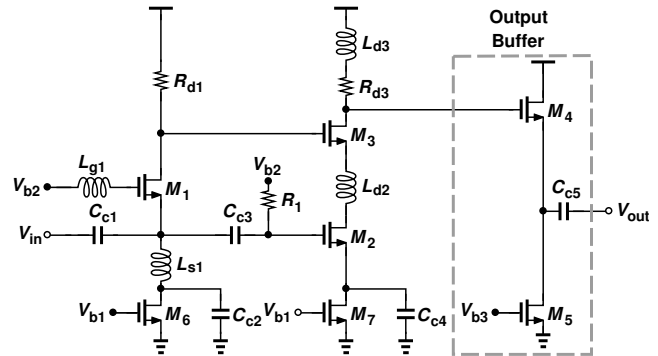 Output
Buffer
Ld3
Rd1
Rd3
M4
M3
Lg1
Vb2
M1
Vb2
Ld2
Cc5
Vout
Cc1
Cc3
R1
Vin
M2
Ls1
Vb1
M6
Cc2
Vb1
M7
Cc4
Vb3
M5